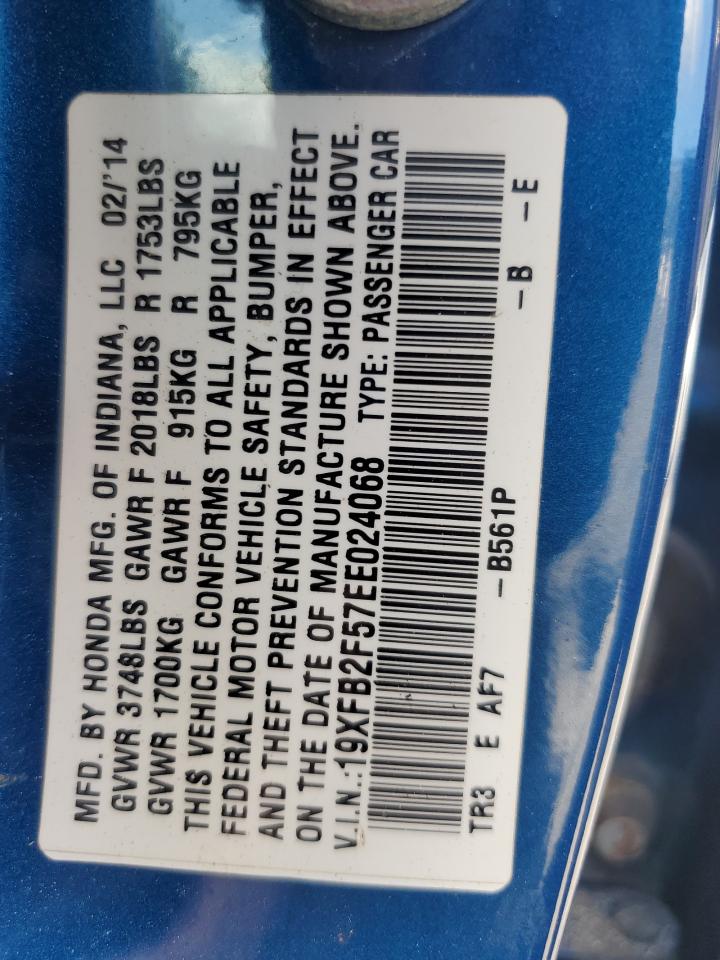 MFD. BY HONDA MFG. OF INDIANA, LLC 02/'14
GVWR 3748LBS GAWR F 2018LBS R 1753LBS
GVWR 1700KG GAWR F 915KG R 795KG
THIS VEHICLE CONFORMS TO ALL APPLICABLE
FEDERAL MOTOR VEHICLE SAFETY, BUMPER,
AND THEFT PREVENTION STANDARDS IN EFFECT
ON THE DATE OF MANUFACTURE SHOWN ABOVE.
V.I.N.:19XFB2F57EE024068 TYPE: PASSENGER CAR
TR3 E AF7 -B561P -B -E